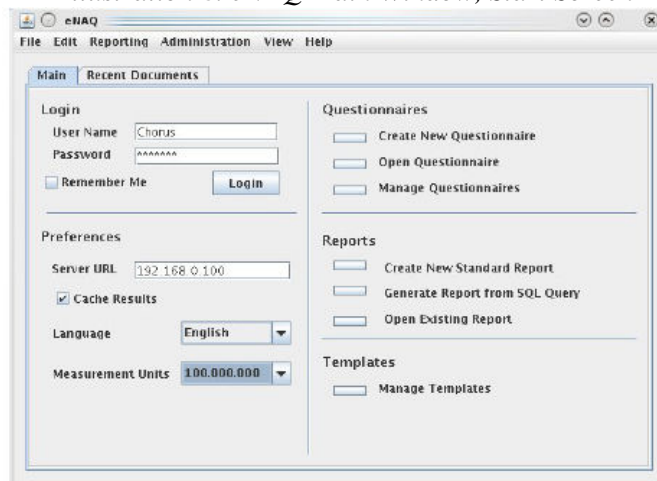 eNAQ
File Edit Reporting Administration View Help
Main Recent Documents
Login
User Name Chorus
Password *******
Remember Me Login
Preferences
Server URL 192.168.0.100
Cache Results
Language English
Measurement Units 100.000.000
Questionnaires
Create New Questionnaire
Open Questionnaire
Manage Questionnaires
Reports
Create New Standard Report
Generate Report from SQL Query
Open Existing Report
Templates
Manage Templates